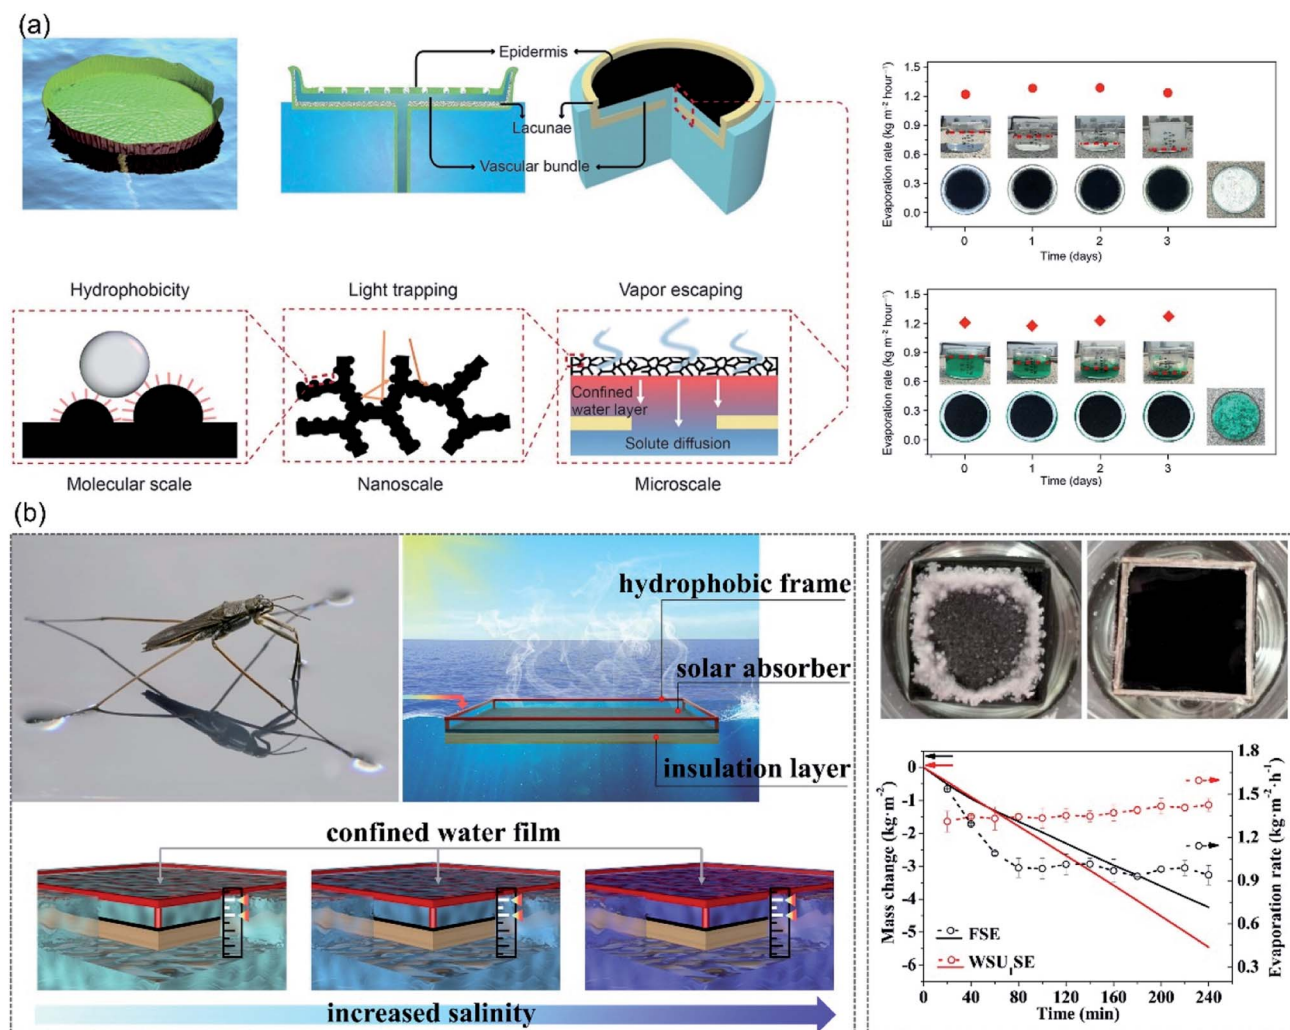 (a)
Epidermis
Lacunae
Vascular bundle
Hydrophobicity
Light trapping
Vapor escaping
Confined
water layer
Solute diffusion
Molecular scale
Nanoscale
Microscale
Evaporation rate (kg m⁻² hour⁻¹)
1.5
1.2
0.9
0.6
0.3
0.0
0
1
2
3
Time (days)
Evaporation rate (kg m⁻² hour⁻¹)
1.5
1.2
0.9
0.6
0.3
0.0
0
1
2
3
Time (days)
(b)
hydrophobic frame
solar absorber
insulation layer
confined water film
increased salinity
Mass change (kg·m⁻²)
0
-1
-2
-3
-4
-5
-6
FSE
WSU₁SE
0 40 80 120 160 200 240
Time (min)
1.8
1.5
1.2
0.9
0.6
0.3
Evaporation rate (kg·m⁻²·h⁻¹)